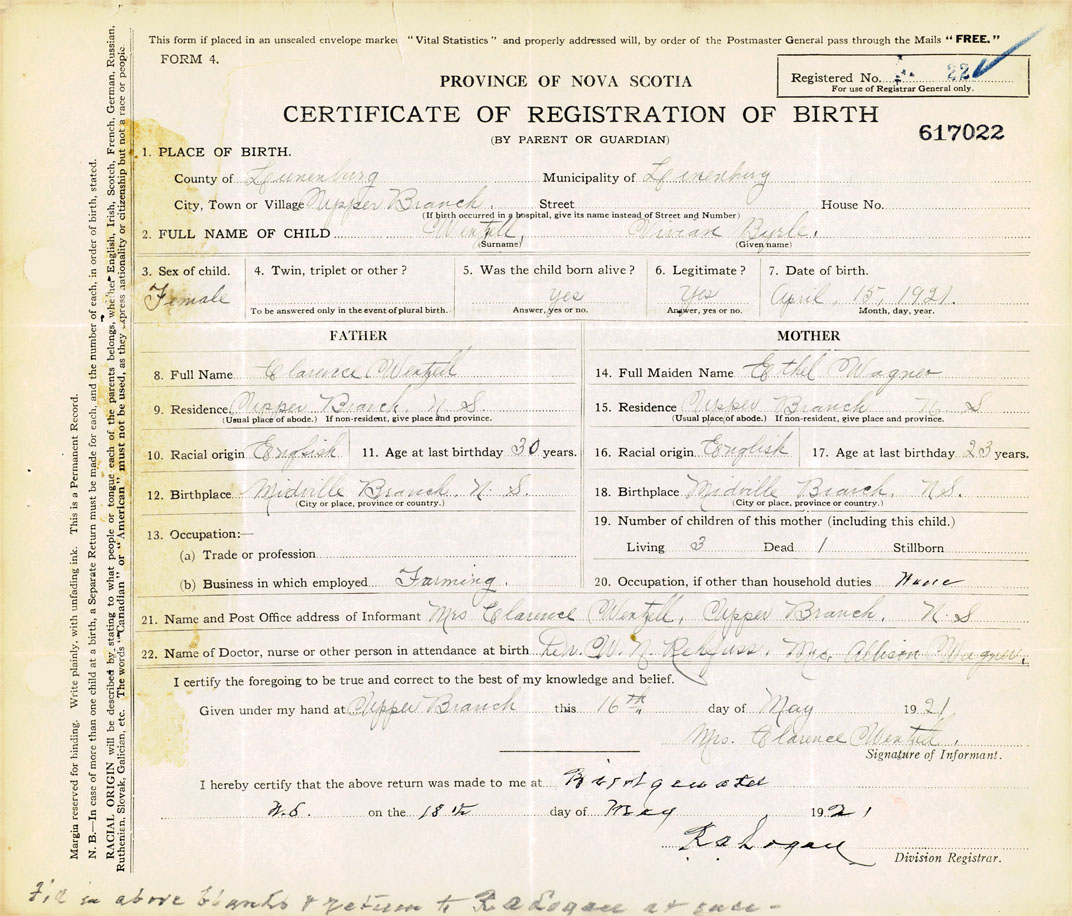 This form if placed in an unsealed envelope marked "Vital Statistics" and properly addressed will, by order of the Postmaster General pass through the Mails "FREE."
FORM 4.
Registered No. 22
For use of Registrar General only.
PROVINCE OF NOVA SCOTIA
CERTIFICATE OF REGISTRATION OF BIRTH
617022
(BY PARENT OR GUARDIAN)
1. PLACE OF BIRTH.
County of Lunenburg Municipality of Lunenburg
City, Town or Village Upper Branch. Street House No.
(If birth occurred in a hospital, give its name instead of Street and Number)
2. FULL NAME OF CHILD Wentzell, Vivian
(Surname) (Given name)
3. Sex of child. 4. Twin, triplet or other? 5. Was the child born alive? 6. Legitimate? 7. Date of birth.
Female Yes Yes April 15, 1921.
To be answered only in the event of plural birth. Answer, yes or no. Answer, yes or no. Month, day, year.
FATHER MOTHER
8. Full Name Clarence Wentzell 14. Full Maiden Name Ethel Wagner
9. Residence Upper Branch, N.S. 15. Residence Upper Branch N.S
(Usual place of abode.) If non-resident, give place and province. (Usual place of abode.) If non-resident, give place and province.
10. Racial origin English 11. Age at last birthday 30 years. 16. Racial origin English 17. Age at last birthday 23 years.
12. Birthplace Midville Branch, N.S. 18. Birthplace Midville Branch, N.S.
(City or place, province or country.) (City or place, province or country.)
13. Occupation:— 19. Number of children of this mother (including this child.)
(a) Trade or profession Living 3 Dead 1 Stillborn
(b) Business in which employed Farming. 20. Occupation, if other than household duties None
21. Name and Post Office address of Informant Mrs Clarence Wentzell, Upper Branch, N.S
22. Name of Doctor, nurse or other person in attendance at birth Dr. W. N. Rehfuss. Mrs. Allison Wagner.
I certify the foregoing to be true and correct to the best of my knowledge and belief.
Given under my hand at Upper Branch this 16th day of May 1921
Mrs. Clarence Wentzell.
Signature of Informant.
I hereby certify that the above return was made to me at Bridgewater
N.S. on the 18th day of May 1921
R a Logan
Division Registrar.
Fill in above blanks & return to R a Logan at once -
Margin reserved for binding. Write plainly, with unfading ink. This is a Permanent Record.
N. B.—In case of more than one child at a birth, a Separate Return must be made for each, and the number of each, in order of birth, stated.
RACIAL ORIGIN will be described by stating to what people or tongue each of the parents belongs, whether English, Irish, Scotch, French, German, Russian,
Ruthenian, Slovak, Galician, etc. The words "Canadian" or "American" must not be used, as they express nationality or citizenship but not a race or people.